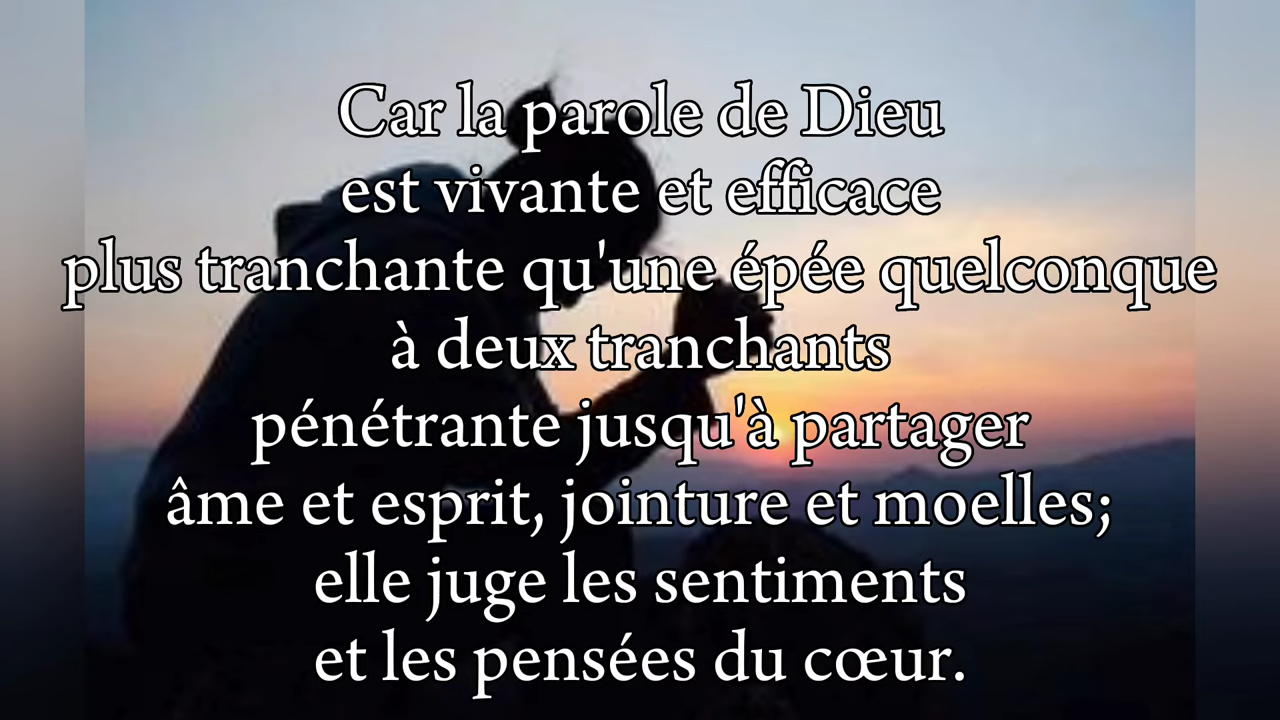 Car la parole de Dieu
est vivante et efficace
plus tranchante qu'une épée quelconque
à deux tranchants
pénétrante jusqu'à partager
âme et esprit, jointure et moelles;
elle juge les sentiments
et les pensées du cœur.